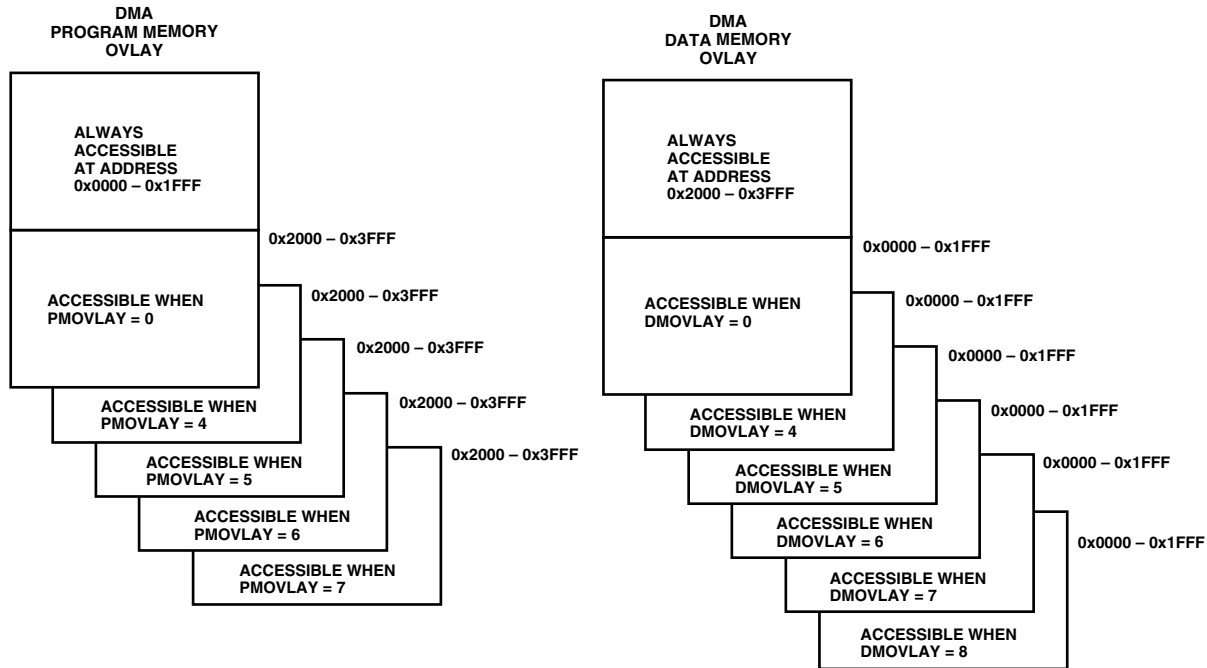 DMA
PROGRAM MEMORY
OVLAY
ALWAYS
ACCESSIBLE
AT ADDRESS
0x0000 – 0x1FFF
0x2000 – 0x3FFF
ACCESSIBLE WHEN
PMOVLAY = 0
0x2000 – 0x3FFF
0x2000 – 0x3FFF
0x2000 – 0x3FFF
ACCESSIBLE WHEN
PMOVLAY = 4
0x2000 – 0x3FFF
ACCESSIBLE WHEN
PMOVLAY = 5
ACCESSIBLE WHEN
PMOVLAY = 6
ACCESSIBLE WHEN
PMOVLAY = 7
DMA
DATA MEMORY
OVLAY
ALWAYS
ACCESSIBLE
AT ADDRESS
0x2000 – 0x3FFF
0x0000 – 0x1FFF
ACCESSIBLE WHEN
DMOVLAY = 0
0x0000 – 0x1FFF
0x0000 – 0x1FFF
0x0000 – 0x1FFF
ACCESSIBLE WHEN
DMOVLAY = 4
0x0000 – 0x1FFF
ACCESSIBLE WHEN
DMOVLAY = 5
ACCESSIBLE WHEN
DMOVLAY = 6
0x0000 – 0x1FFF
ACCESSIBLE WHEN
DMOVLAY = 7
ACCESSIBLE WHEN
DMOVLAY = 8